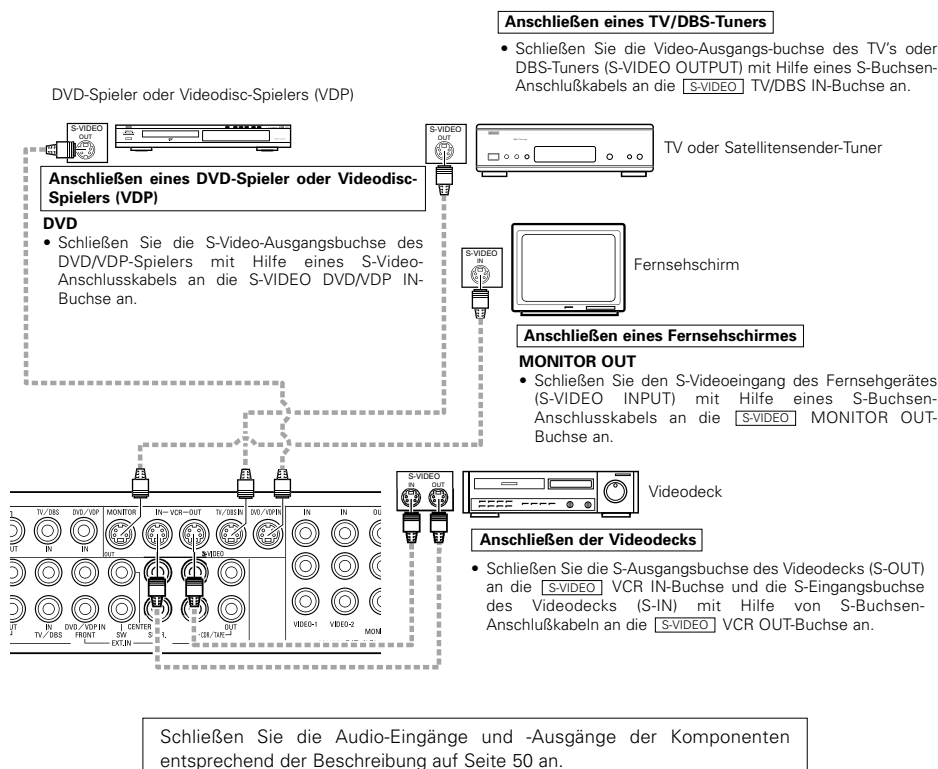 Anschließen eines TV/DBS-Tuners
• Schließen Sie die Video-Ausgangs-buchse des TV's oder
DBS-Tuners (S-VIDEO OUTPUT) mit Hilfe eines S-Buchsen-
Anschlußkabels an die S-VIDEO TV/DBS IN-Buchse an.
DVD-Spieler oder Videodisc-Spielers (VDP)
S-VIDEO
OUT
S-VIDEO
OUT
TV oder Satellitensender-Tuner
Anschließen eines DVD-Spieler oder Videodisc-
Spielers (VDP)
DVD
• Schließen Sie die S-Video-Ausgangsbuchse des
DVD/VDP-Spielers mit Hilfe eines S-Video-
Anschlusskabels an die S-VIDEO DVD/VDP IN-
Buchse an.
S-VIDEO
IN
Fernsehschirm
Anschließen eines Fernsehschirmes
MONITOR OUT
• Schließen Sie den S-Videoeingang des Fernsehgerätes
(S-VIDEO INPUT) mit Hilfe eines S-Buchsen-
Anschlusskabels an die S-VIDEO MONITOR OUT-
Buchse an.
S-VIDEO
IN OUT
Videodeck
Anschließen der Videodecks
• Schließen Sie die S-Ausgangsbuchse des Videodecks (S-OUT)
an die S-VIDEO VCR IN-Buchse und die S-Eingangsbuchse
des Videodecks (S-IN) mit Hilfe von S-Buchsen-
Anschlußkabeln an die S-VIDEO VCR OUT-Buchse an.
TV/DBS DVD/VDP MONITOR IN—VCR—OUT TV/DBS IN DVD/VDP IN IN IN OU
UT IN IN OUT S-VIDEO
IN DVD/VDP IN CENTER OUT VIDEO-1 VIDEO-2
TV/DBS FRONT SW CDR/TAPE MONI
EXT.IN
Schließen Sie die Audio-Eingänge und -Ausgänge der Komponenten
entsprechend der Beschreibung auf Seite 50 an.